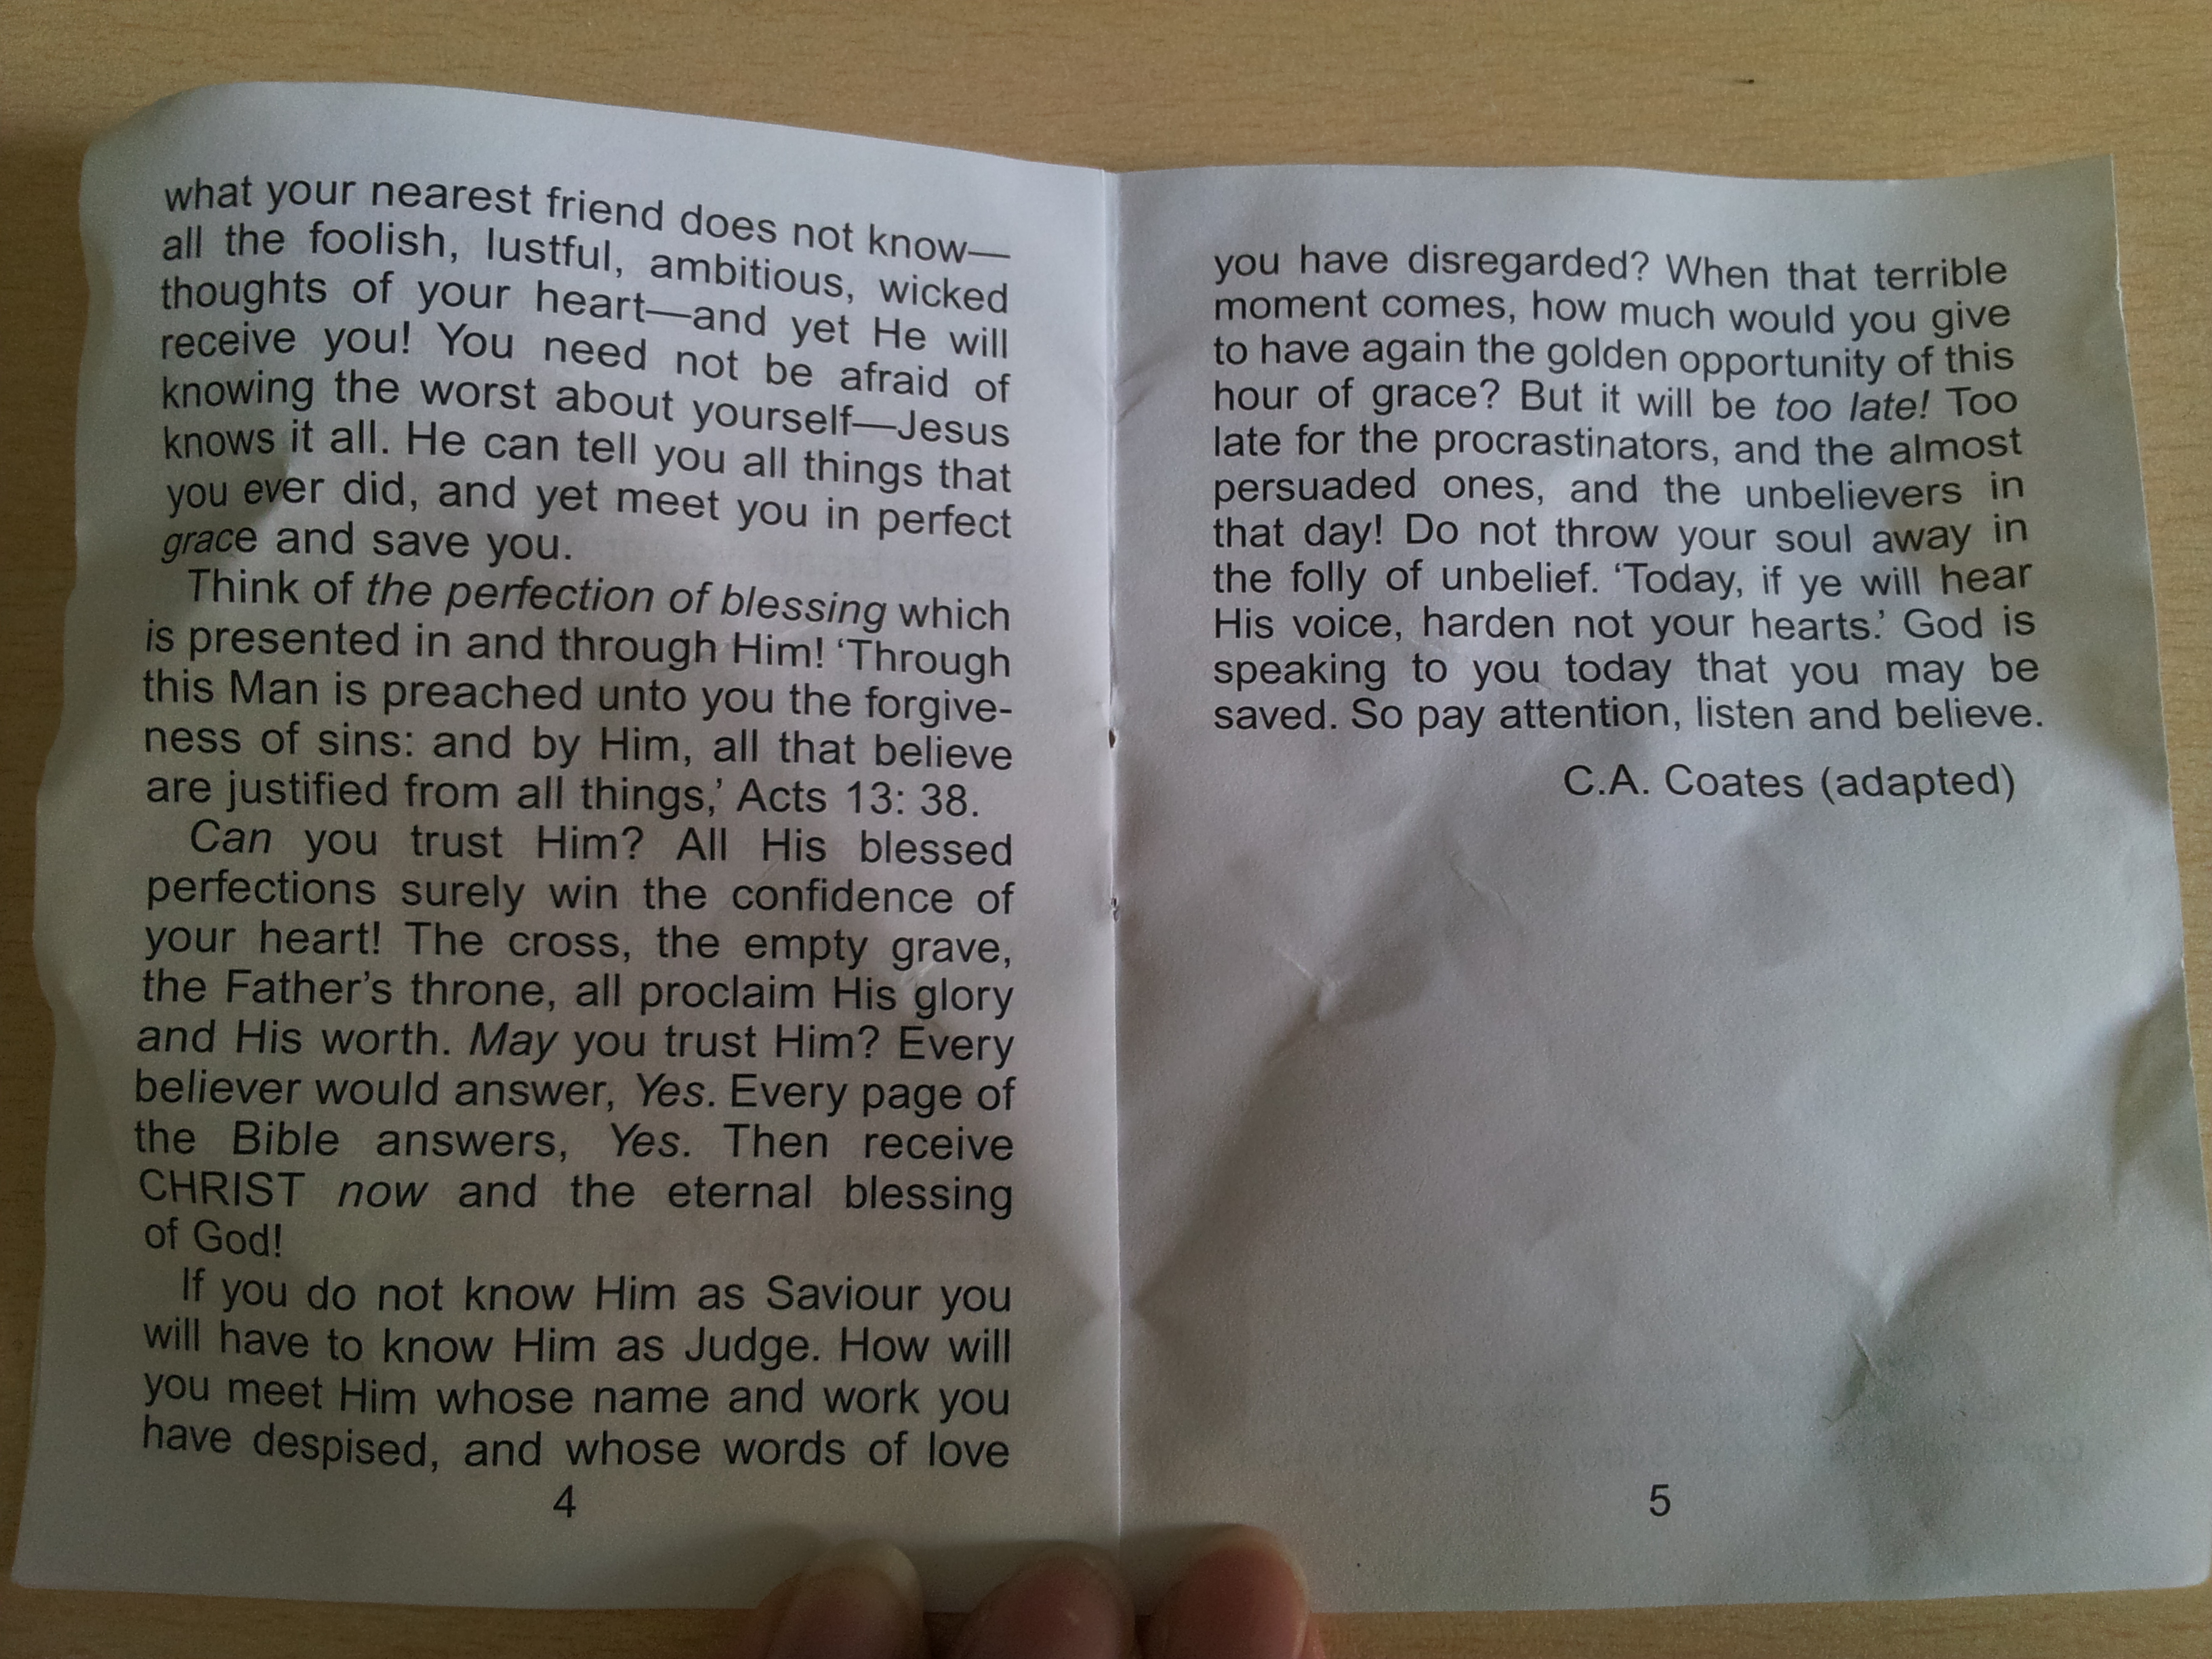 what your nearest friend does not know—
all the foolish, lustful, ambitious, wicked
thoughts of your heart—and yet He will
receive you! You need not be afraid of
knowing the worst about yourself—Jesus
knows it all. He can tell you all things that
you ever did, and yet meet you in perfect
grace and save you.
Think of the perfection of blessing which
is presented in and through Him! ‘Through
this Man is preached unto you the forgive-
ness of sins: and by Him, all that believe
are justified from all things,’ Acts 13: 38.
Can you trust Him? All His blessed
perfections surely win the confidence of
your heart! The cross, the empty grave,
the Father’s throne, all proclaim His glory
and His worth. May you trust Him? Every
believer would answer, Yes. Every page of
the Bible answers, Yes. Then receive
CHRIST now and the eternal blessing
of God!
If you do not know Him as Saviour you
will have to know Him as Judge. How will
you meet Him whose name and work you
have despised, and whose words of love
4
you have disregarded? When that terrible
moment comes, how much would you give
to have again the golden opportunity of this
hour of grace? But it will be too late! Too
late for the procrastinators, and the almost
persuaded ones, and the unbelievers in
that day! Do not throw your soul away in
the folly of unbelief. ‘Today, if ye will hear
His voice, harden not your hearts.’ God is
speaking to you today that you may be
saved. So pay attention, listen and believe.
C.A. Coates (adapted)
5